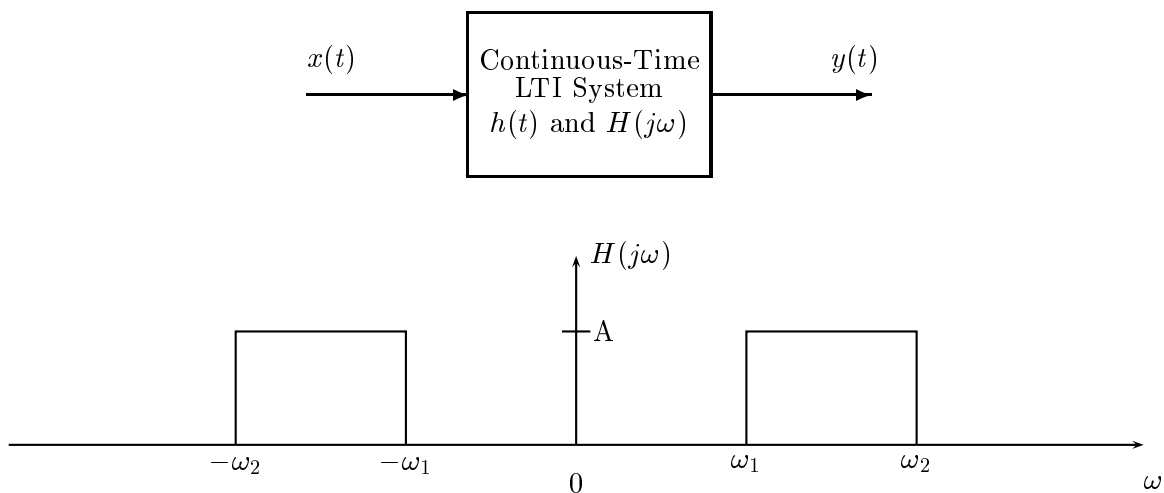 x(t)
Continuous-Time
LTI System
h(t) and H(jω)
y(t)
H(jω)
A
−ω₂
−ω₁
0
ω₁
ω₂
ω